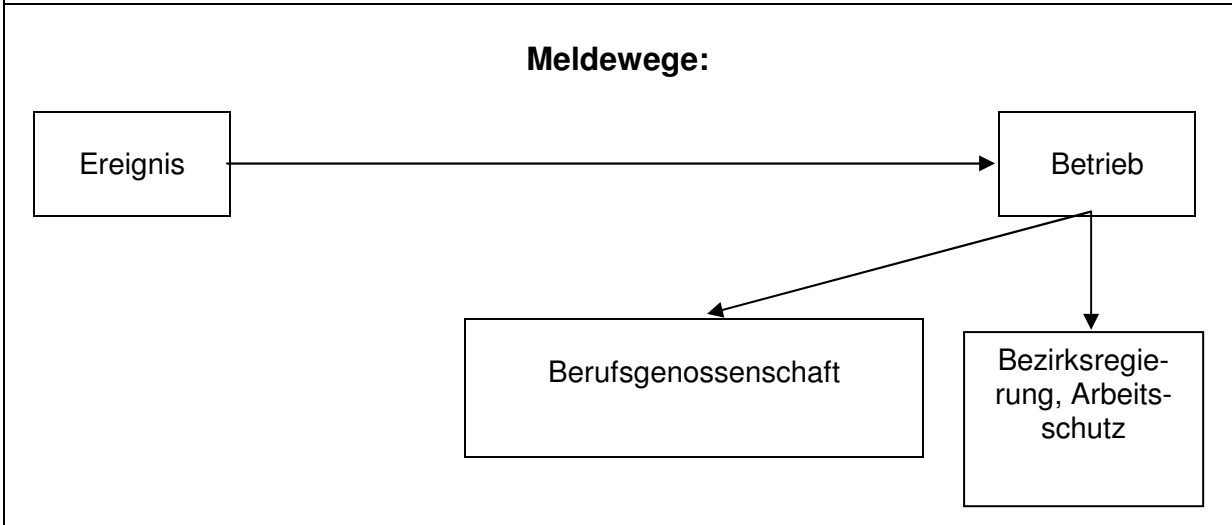 Meldewege:
Ereignis
Betrieb
Berufsgenossenschaft
Bezirksregie-
rung, Arbeits-
schutz